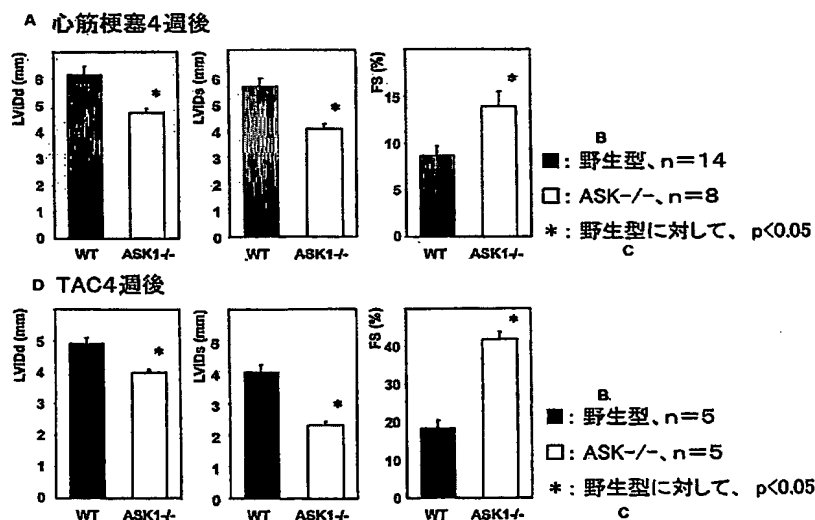 A 心筋梗塞4週後
LVIDd (mm)
6
5
4
3
2
1
0
*
WT ASK1-/-
LVIDs (mm)
6
5
4
3
2
1
0
*
WT ASK1-/-
FS (%)
15
10
5
0
*
WT ASK1-/-
B
■: 野生型、n=14
□: ASK-/-、n=8
*: 野生型に対して、 p<0.05
C
D TAC4週後
LVIDd (mm)
5
4
3
2
1
0
*
WT ASK1-/-
LVIDs (mm)
5
4
3
2
1
0
*
WT ASK1-/-
FS (%)
40
30
20
10
0
*
WT ASK1-/-
B.
■: 野生型、n=5
□: ASK-/-、n=5
*: 野生型に対して、 p<0.05
C